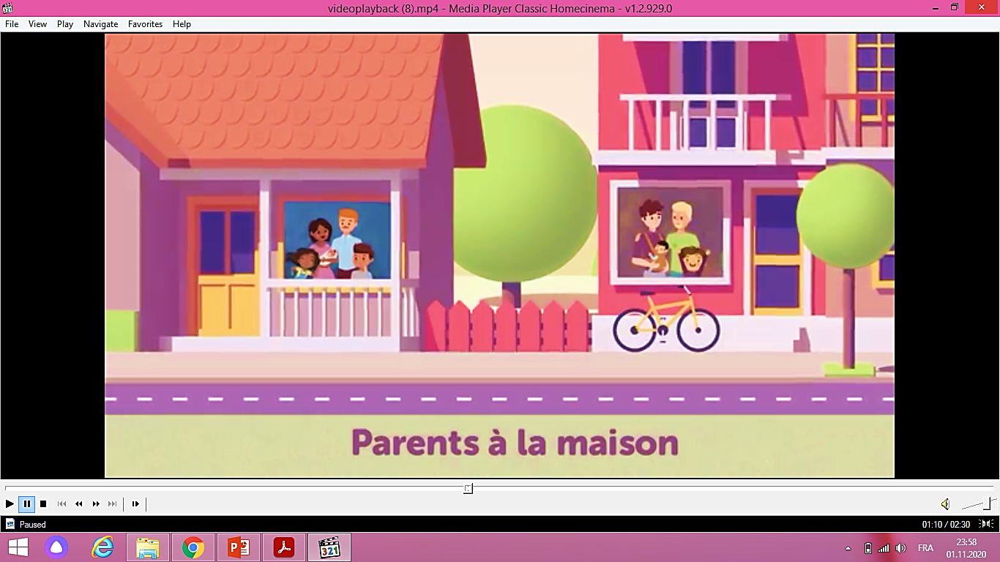 videoplayback (8).mp4 - Media Player Classic Homecinema - v1.2.929.0
File View Play Navigate Favorites Help
Parents à la maison
Paused
01:10 / 02:30
321
FRA
23:58
01.11.2020